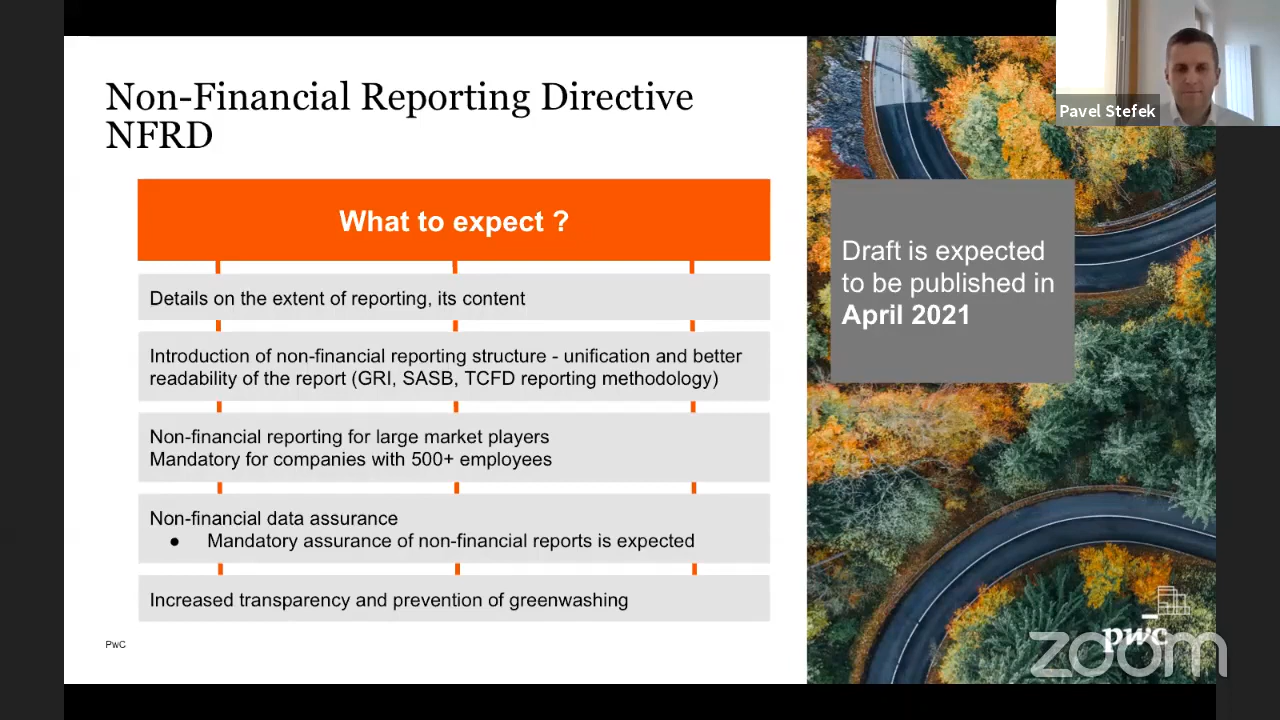 Non-Financial Reporting Directive
NFRD
What to expect ?
Details on the extent of reporting, its content
Introduction of non-financial reporting structure - unification and better
readability of the report (GRI, SASB, TCFD reporting methodology)
Non-financial reporting for large market players
Mandatory for companies with 500+ employees
Non-financial data assurance
● Mandatory assurance of non-financial reports is expected
Increased transparency and prevention of greenwashing
PwC
Pavel Stefek
Draft is expected
to be published in
April 2021
pwc
zoom